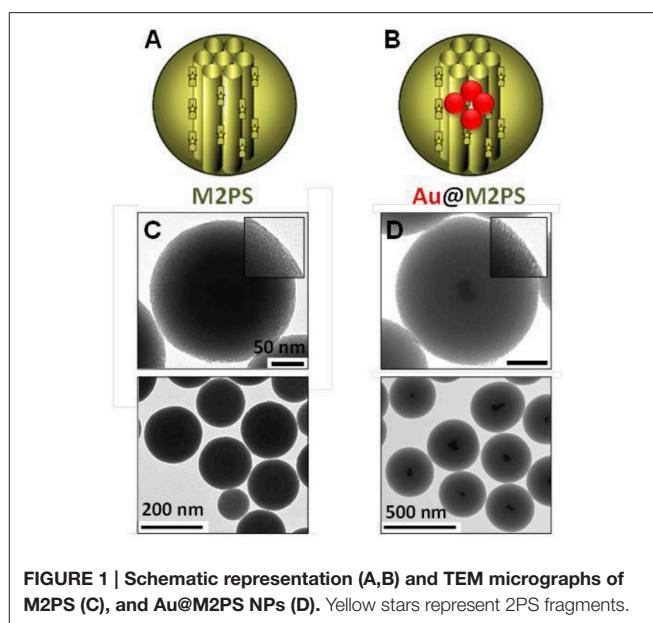 A
B
M2PS
Au@M2PS
C
D
50 nm
200 nm
500 nm
FIGURE 1 | Schematic representation (A,B) and TEM micrographs of
M2PS (C), and Au@M2PS NPs (D). Yellow stars represent 2PS fragments.